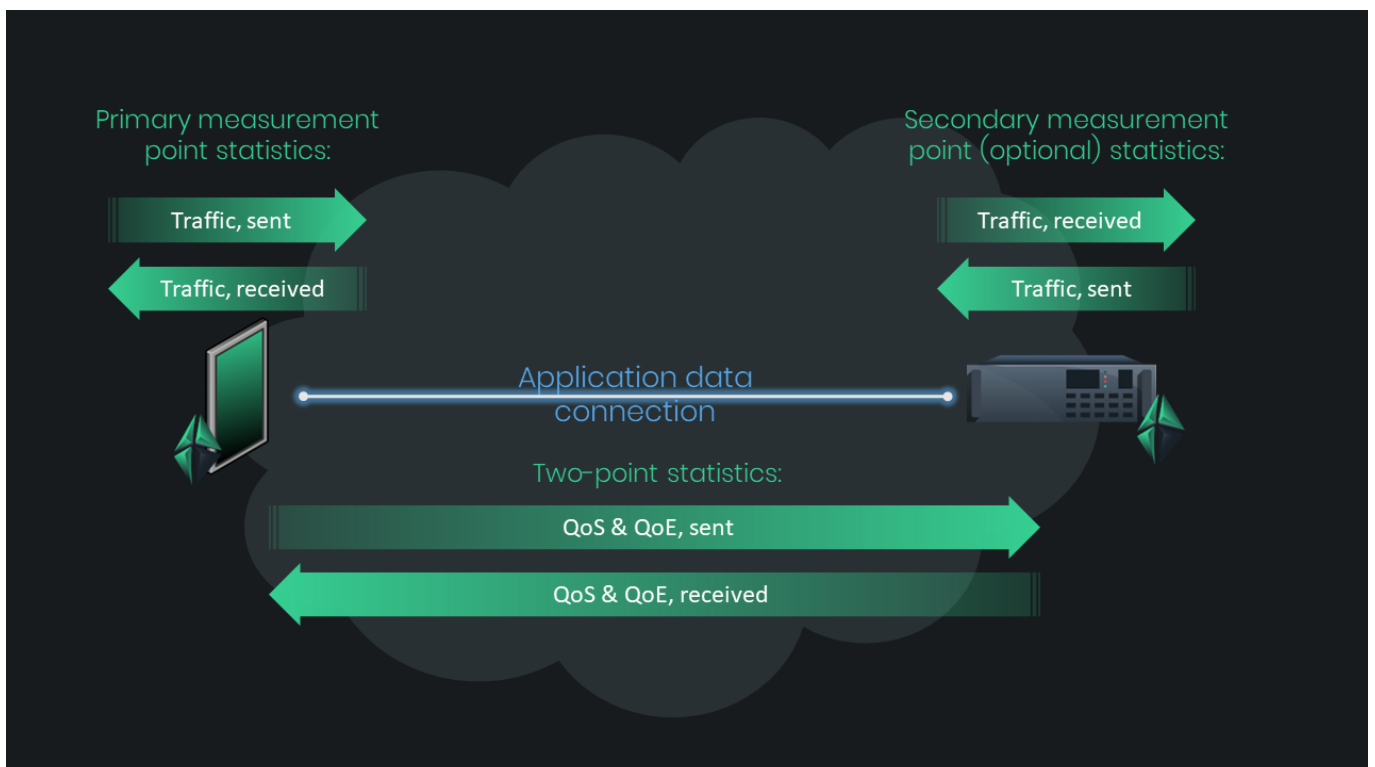 Primary measurement
point statistics:
Secondary measurement
point (optional) statistics:
Traffic, sent
Traffic, received
Traffic, received
Traffic, sent
Application data
connection
Two-point statistics:
QoS & QoE, sent
QoS & QoE, received